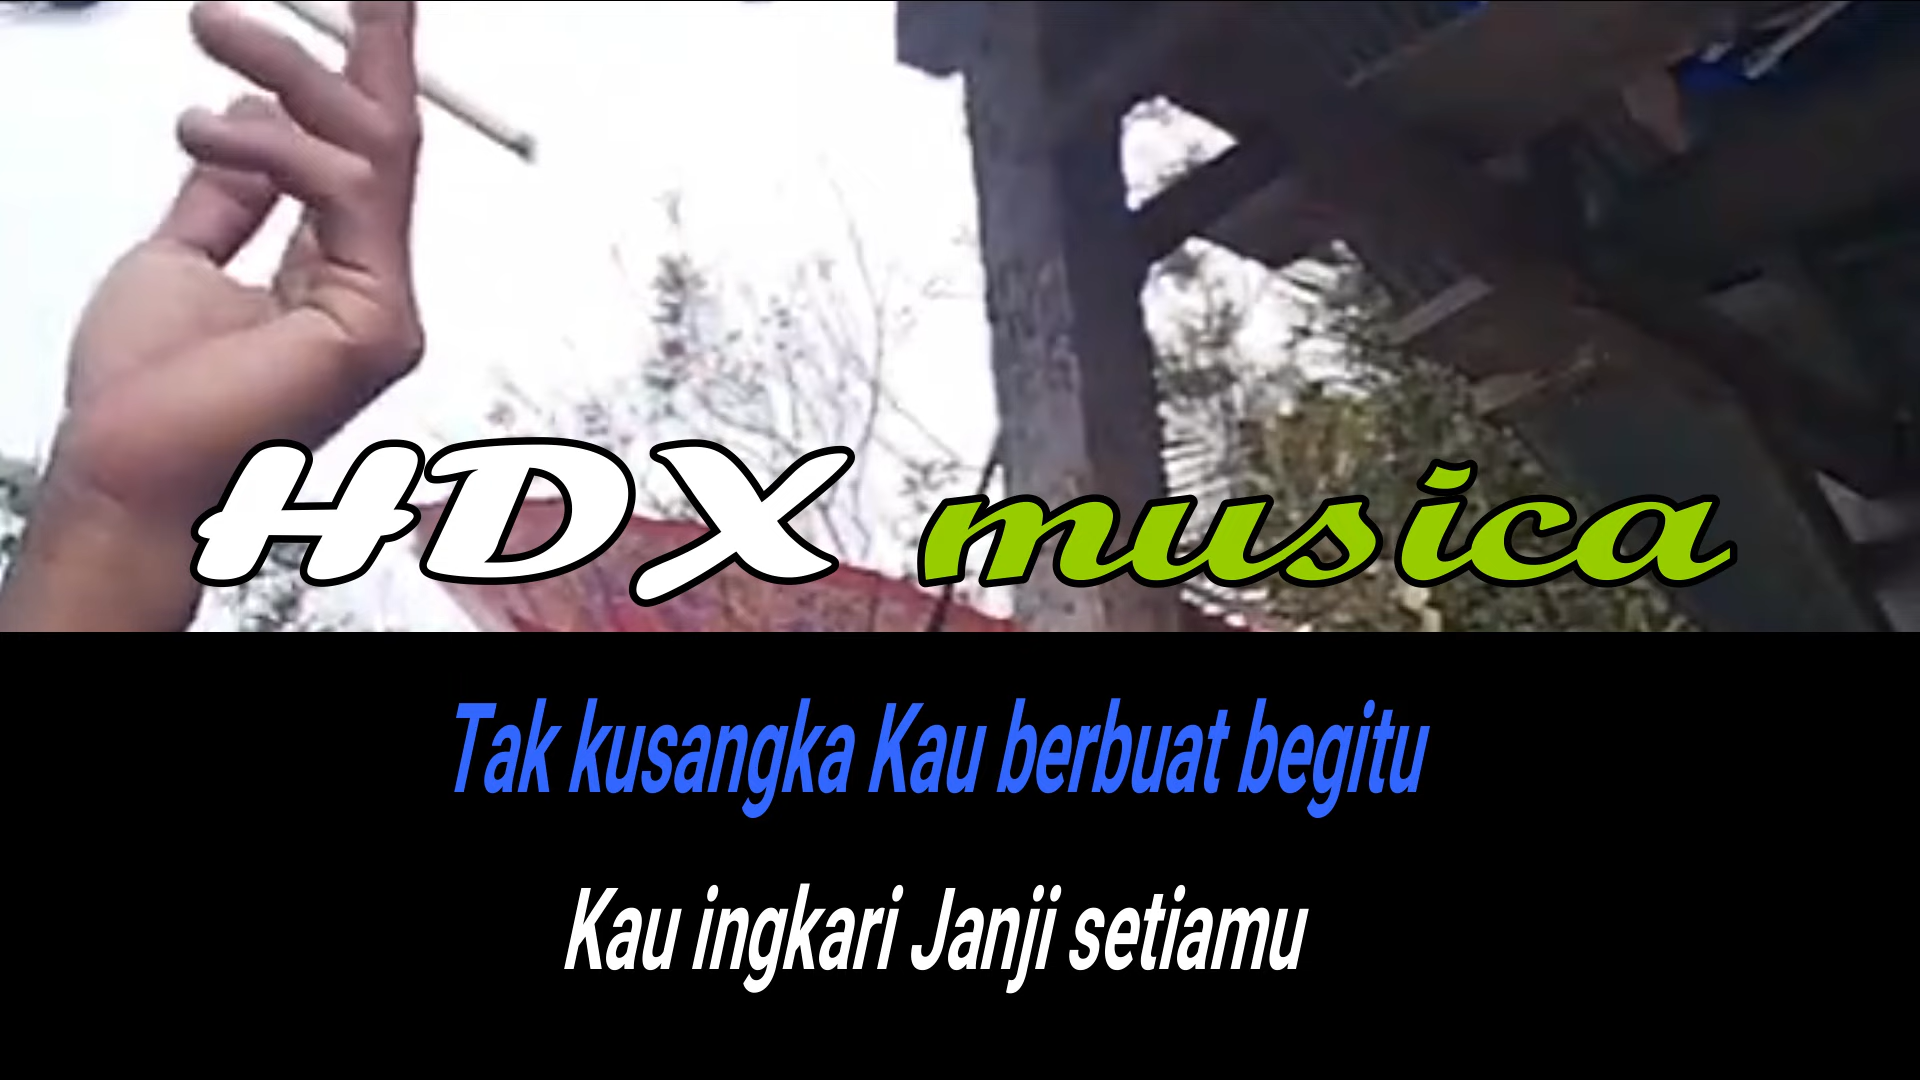 HDX musica
Tak kusangka Kau berbuat begitu
Kau ingkari Janji setiamu